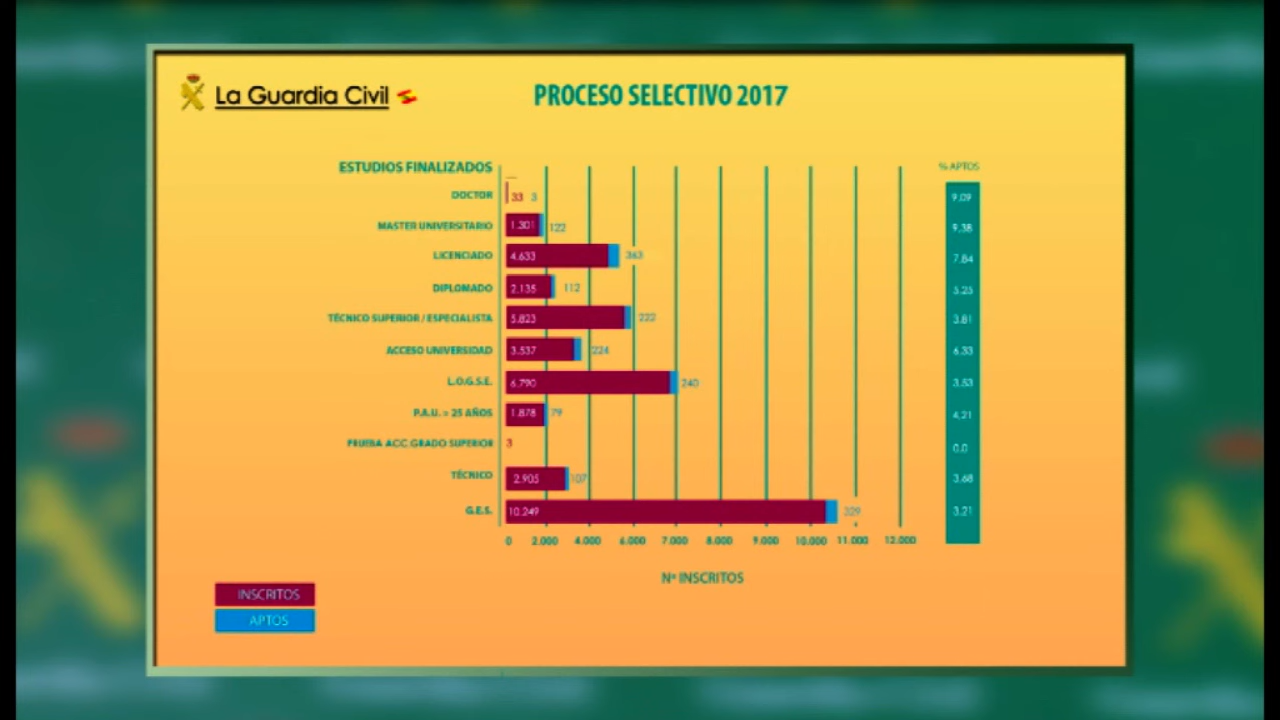 La Guardia Civil
PROCESO SELECTIVO 2017
ESTUDIOS FINALIZADOS
% APTOS
DOCTOR 33 3 9,09
MASTER UNIVERSITARIO 1.301 122 9,38
LICENCIADO 4.633 363 7,84
DIPLOMADO 2.135 112 5,25
TÉCNICO SUPERIOR / ESPECIALISTA 5.823 222 3,81
ACCESO UNIVERSIDAD 3.537 224 6,33
L.O.G.S.E. 6.790 240 3,53
P.A.U. > 25 AÑOS 1.878 79 4,21
PRUEBA ACC.GRADO SUPERIOR 3 0,0
TÉCNICO 2.905 107 3,68
G.E.S. 10.249 329 3,21
0 2.000 4.000 6.000 7.000 8.000 9.000 10.000 11.000 12.000
Nº INSCRITOS
INSCRITOS
APTOS